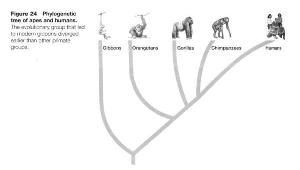 Figure 24 Phylogenetic
tree of apes and humans.
The evolutionary group that led
to modern gibbons diverged
earlier than other primate
groups.
Gibbons Orangutans Gorillas Chimpanzees Humans